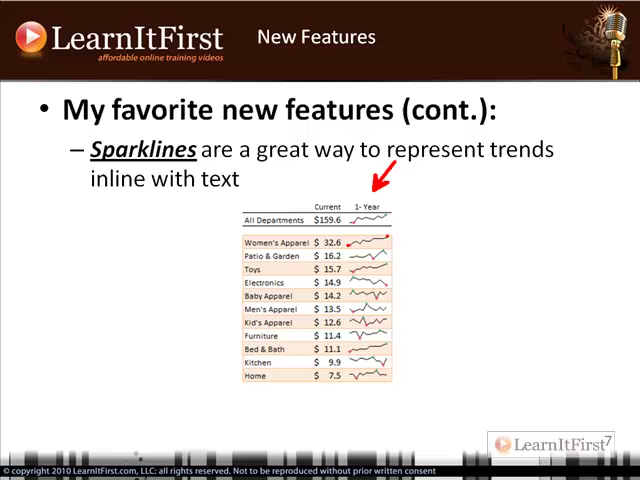 LearnItFirst
affordable online training videos
New Features
• My favorite new features (cont.):
– Sparklines are a great way to represent trends
inline with text
Current 1- Year
All Departments $159.6
Women's Apparel $ 32.6
Patio & Garden $ 16.2
Toys $ 15.7
Electronics $ 14.9
Baby Apparel $ 14.2
Men's Apparel $ 13.5
Kid's Apparel $ 12.6
Furniture $ 11.4
Bed & Bath $ 11.1
Kitchen $ 9.9
Home $ 7.5
LearnItFirst 7
© copyright 2010 LearnItFirst.com, LLC: all rights reserved. Not to be reproduced without prior written consent